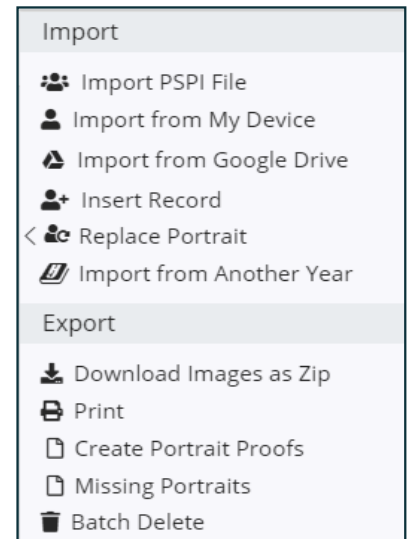 Import
Import PSPI File
Import from My Device
Import from Google Drive
Insert Record
Replace Portrait
Import from Another Year
Export
Download Images as Zip
Print
Create Portrait Proofs
Missing Portraits
Batch Delete